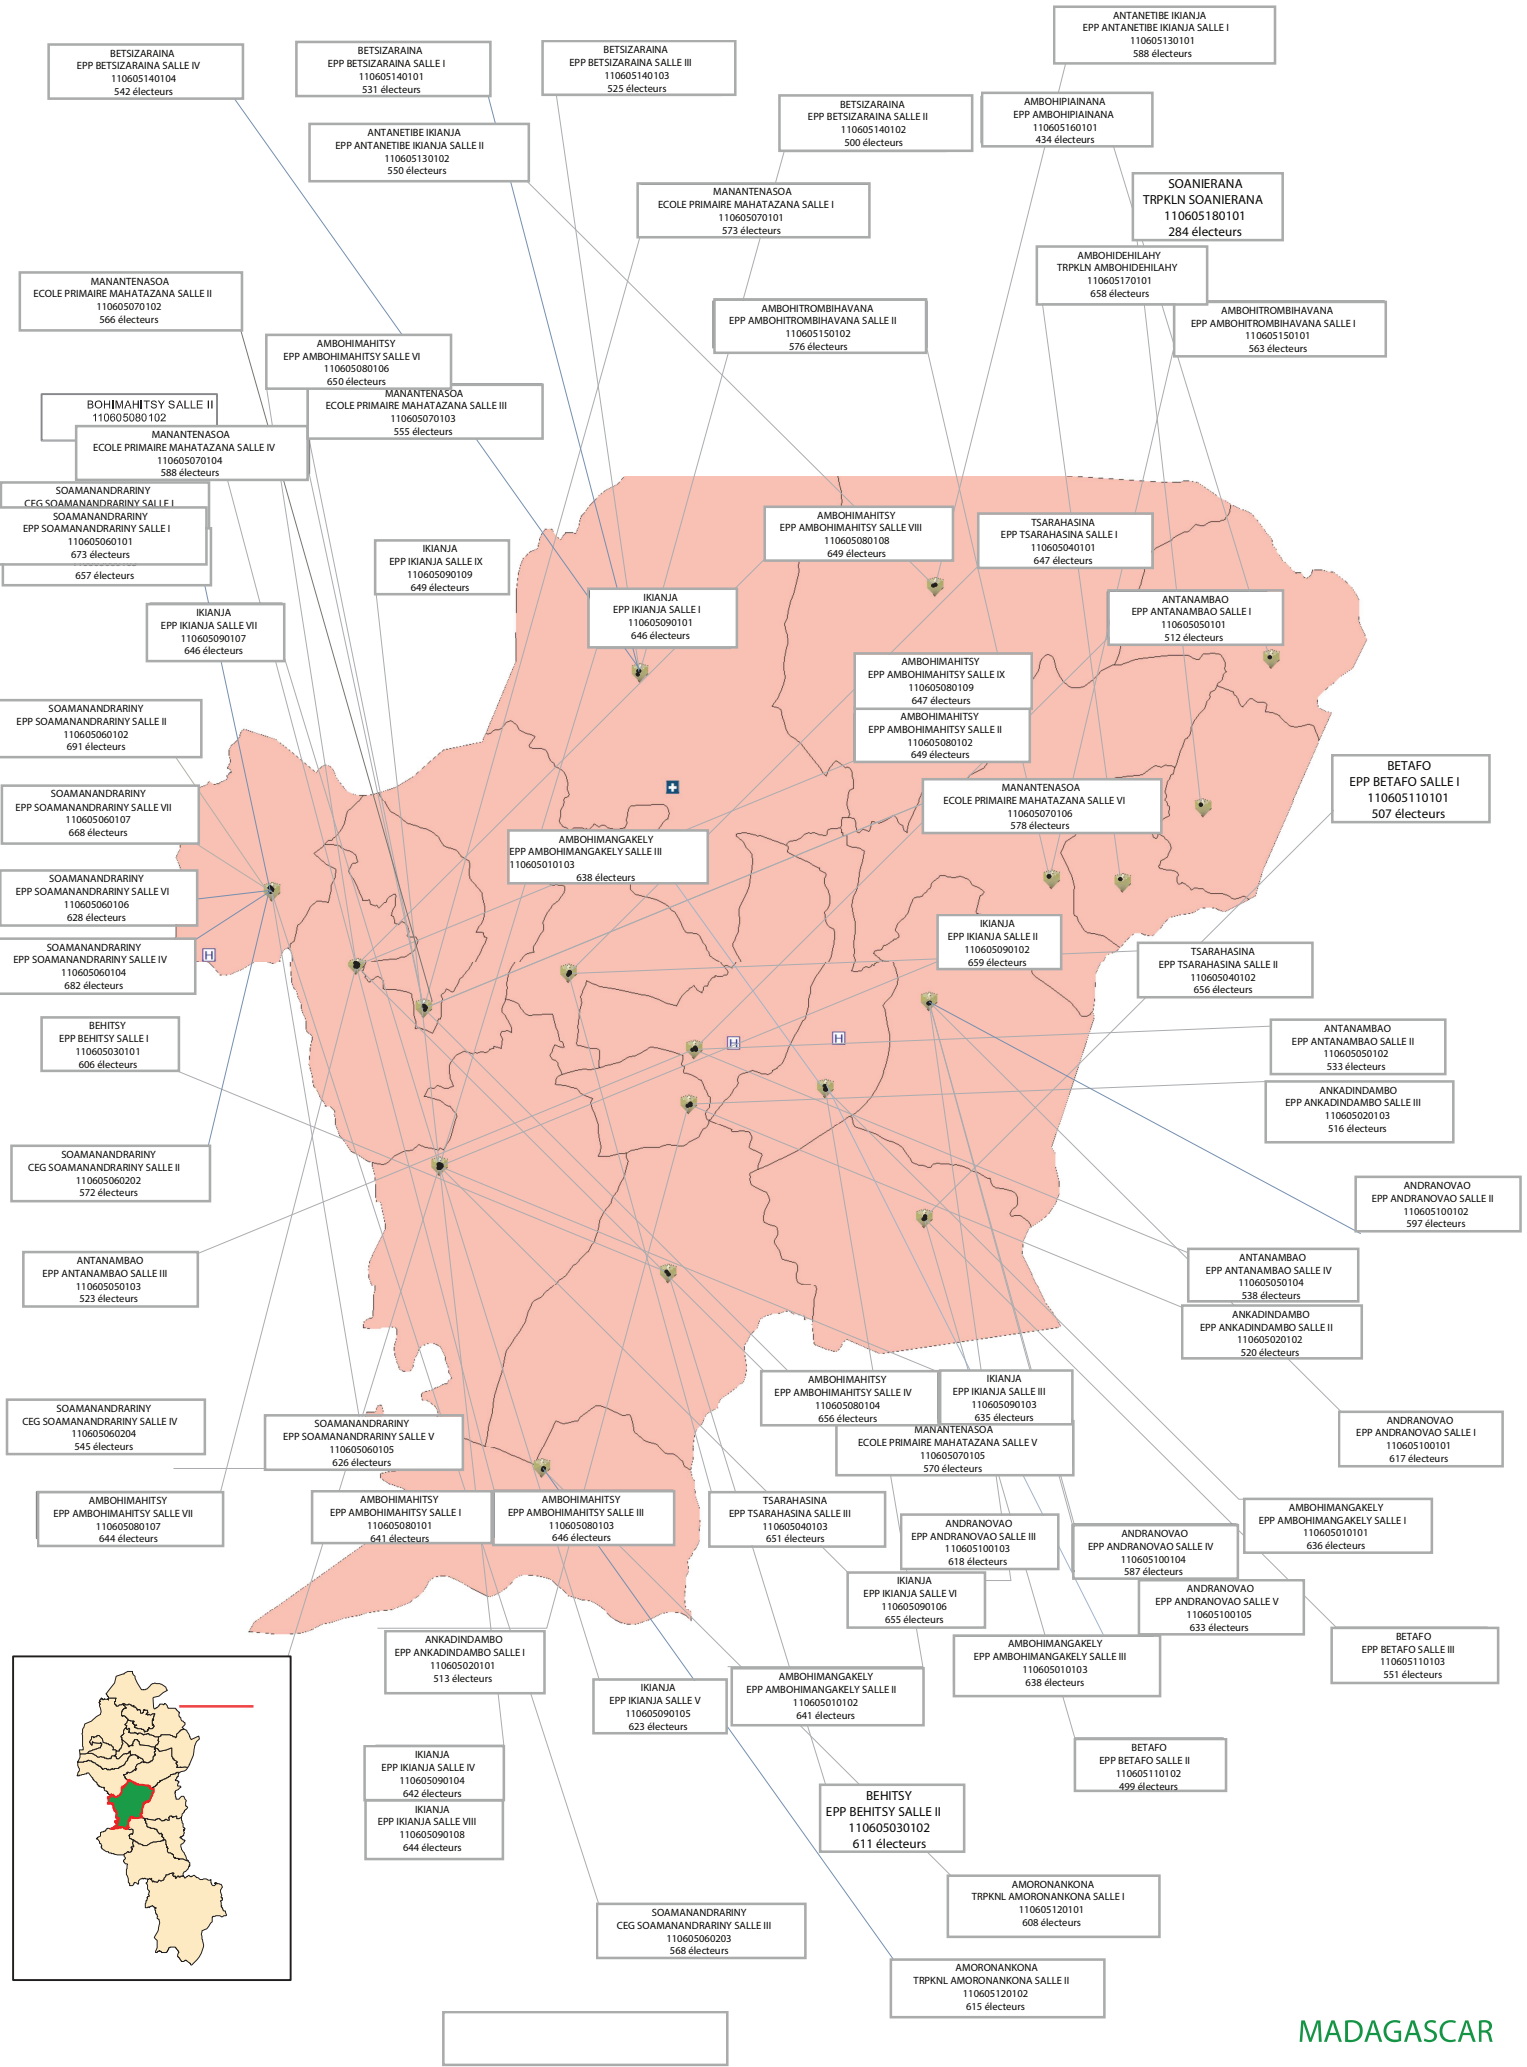 ANTANETIBE IKIANJA
EPP ANTANETIBE IKIANJA SALLE I
110605130101
588 électeurs
BETSIZARAINA
EPP BETSIZARAINA SALLE IV
110605140104
542 électeurs
BETSIZARAINA
EPP BETSIZARAINA SALLE I
110605140101
531 électeurs
BETSIZARAINA
EPP BETSIZARAINA SALLE III
110605140103
525 électeurs
BETSIZARAINA
EPP BETSIZARAINA SALLE II
110605140102
500 électeurs
AMBOHIPIAINANA
EPP AMBOHIPIAINANA
110605160101
434 électeurs
ANTANETIBE IKIANJA
EPP ANTANETIBE IKIANJA SALLE II
110605130102
550 électeurs
MANANTENASOA
ECOLE PRIMAIRE MAHATAZANA SALLE I
110605070101
573 électeurs
SOANIERANA
TRPKLN SOANIERANA
110605180101
284 électeurs
AMBOHIDEHILAHY
TRPKLN AMBOHIDEHILAHY
110605170101
658 électeurs
MANANTENASOA
ECOLE PRIMAIRE MAHATAZANA SALLE II
110605070102
566 électeurs
AMBOHITROMBIHAVANA
EPP AMBOHITROMBIHAVANA SALLE II
110605150102
576 électeurs
AMBOHITROMBIHAVANA
EPP AMBOHITROMBIHAVANA SALLE I
110605150101
563 électeurs
AMBOHIMAHITSY
EPP AMBOHIMAHITSY SALLE VI
110605080106
650 électeurs
MANANTENASOA
ECOLE PRIMAIRE MAHATAZANA SALLE III
110605070103
555 électeurs
BOHIMAHITSY SALLE II
110605080102
MANANTENASOA
ECOLE PRIMAIRE MAHATAZANA SALLE IV
110605070104
588 électeurs
SOAMANANDRARINY
CEG SOAMANANDRARINY SALLE I
SOAMANANDRARINY
EPP SOAMANANDRARINY SALLE I
110605060101
673 électeurs
657 électeurs
AMBOHIMAHITSY
EPP AMBOHIMAHITSY SALLE VIII
110605080108
649 électeurs
TSARAHASINA
EPP TSARAHASINA SALLE I
110605040101
647 électeurs
IKIANJA
EPP IKIANJA SALLE IX
110605090109
649 électeurs
IKIANJA
EPP IKIANJA SALLE I
110605090101
646 électeurs
ANTANAMBAO
EPP ANTANAMBAO SALLE I
110605050101
512 électeurs
IKIANJA
EPP IKIANJA SALLE VII
110605090107
646 électeurs
AMBOHIMAHITSY
EPP AMBOHIMAHITSY SALLE IX
110605080109
647 électeurs
AMBOHIMAHITSY
EPP AMBOHIMAHITSY SALLE II
110605080102
649 électeurs
SOAMANANDRARINY
EPP SOAMANANDRARINY SALLE II
110605060102
691 électeurs
BETAFO
EPP BETAFO SALLE I
110605110101
507 électeurs
MANANTENASOA
ECOLE PRIMAIRE MAHATAZANA SALLE VI
110605070106
578 électeurs
SOAMANANDRARINY
EPP SOAMANANDRARINY SALLE VII
110605060107
668 électeurs
AMBOHIMANGAKELY
EPP AMBOHIMANGAKELY SALLE III
110605010103
638 électeurs
SOAMANANDRARINY
EPP SOAMANANDRARINY SALLE VI
110605060106
628 électeurs
IKIANJA
EPP IKIANJA SALLE II
110605090102
659 électeurs
SOAMANANDRARINY
EPP SOAMANANDRARINY SALLE IV
110605060104
682 électeurs
H
TSARAHASINA
EPP TSARAHASINA SALLE II
110605040102
656 électeurs
BEHITSY
EPP BEHITSY SALLE I
110605030101
606 électeurs
H
H
ANTANAMBAO
EPP ANTANAMBAO SALLE II
110605050102
533 électeurs
ANKADINDAMBO
EPP ANKADINDAMBO SALLE III
110605020103
516 électeurs
SOAMANANDRARINY
CEG SOAMANANDRARINY SALLE II
110605060202
572 électeurs
ANDRANOVAO
EPP ANDRANOVAO SALLE II
110605100102
597 électeurs
ANTANAMBAO
EPP ANTANAMBAO SALLE III
110605050103
523 électeurs
ANTANAMBAO
EPP ANTANAMBAO SALLE IV
110605050104
538 électeurs
ANKADINDAMBO
EPP ANKADINDAMBO SALLE II
110605020102
520 électeurs
AMBOHIMAHITSY
EPP AMBOHIMAHITSY SALLE IV
110605080104
656 électeurs
IKIANJA
EPP IKIANJA SALLE III
110605090103
635 électeurs
SOAMANANDRARINY
CEG SOAMANANDRARINY SALLE IV
110605060204
545 électeurs
SOAMANANDRARINY
EPP SOAMANANDRARINY SALLE V
110605060105
626 électeurs
MANANTENASOA
ECOLE PRIMAIRE MAHATAZANA SALLE V
110605070105
570 électeurs
ANDRANOVAO
EPP ANDRANOVAO SALLE I
110605100101
617 électeurs
AMBOHIMAHITSY
EPP AMBOHIMAHITSY SALLE VII
110605080107
644 électeurs
AMBOHIMAHITSY
EPP AMBOHIMAHITSY SALLE I
110605080101
641 électeurs
AMBOHIMAHITSY
EPP AMBOHIMAHITSY SALLE III
110605080103
646 électeurs
TSARAHASINA
EPP TSARAHASINA SALLE III
110605040103
651 électeurs
ANDRANOVAO
EPP ANDRANOVAO SALLE III
110605100103
618 électeurs
ANDRANOVAO
EPP ANDRANOVAO SALLE IV
110605100104
587 électeurs
AMBOHIMANGAKELY
EPP AMBOHIMANGAKELY SALLE I
110605010101
636 électeurs
IKIANJA
EPP IKIANJA SALLE VI
110605090106
655 électeurs
ANDRANOVAO
EPP ANDRANOVAO SALLE V
110605100105
633 électeurs
ANKADINDAMBO
EPP ANKADINDAMBO SALLE I
110605020101
513 électeurs
AMBOHIMANGAKELY
EPP AMBOHIMANGAKELY SALLE III
110605010103
638 électeurs
BETAFO
EPP BETAFO SALLE III
110605110103
551 électeurs
IKIANJA
EPP IKIANJA SALLE V
110605090105
623 électeurs
AMBOHIMANGAKELY
EPP AMBOHIMANGAKELY SALLE II
110605010102
641 électeurs
IKIANJA
EPP IKIANJA SALLE IV
110605090104
642 électeurs
IKIANJA
EPP IKIANJA SALLE VIII
110605090108
644 électeurs
BETAFO
EPP BETAFO SALLE II
110605110102
499 électeurs
BEHITSY
EPP BEHITSY SALLE II
110605030102
611 électeurs
AMORONANKONA
TRPKNL AMORONANKONA SALLE I
110605120101
608 électeurs
SOAMANANDRARINY
CEG SOAMANANDRARINY SALLE III
110605060203
568 électeurs
AMORONANKONA
TRPKNL AMORONANKONA SALLE II
110605120102
615 électeurs
MADAGASCAR